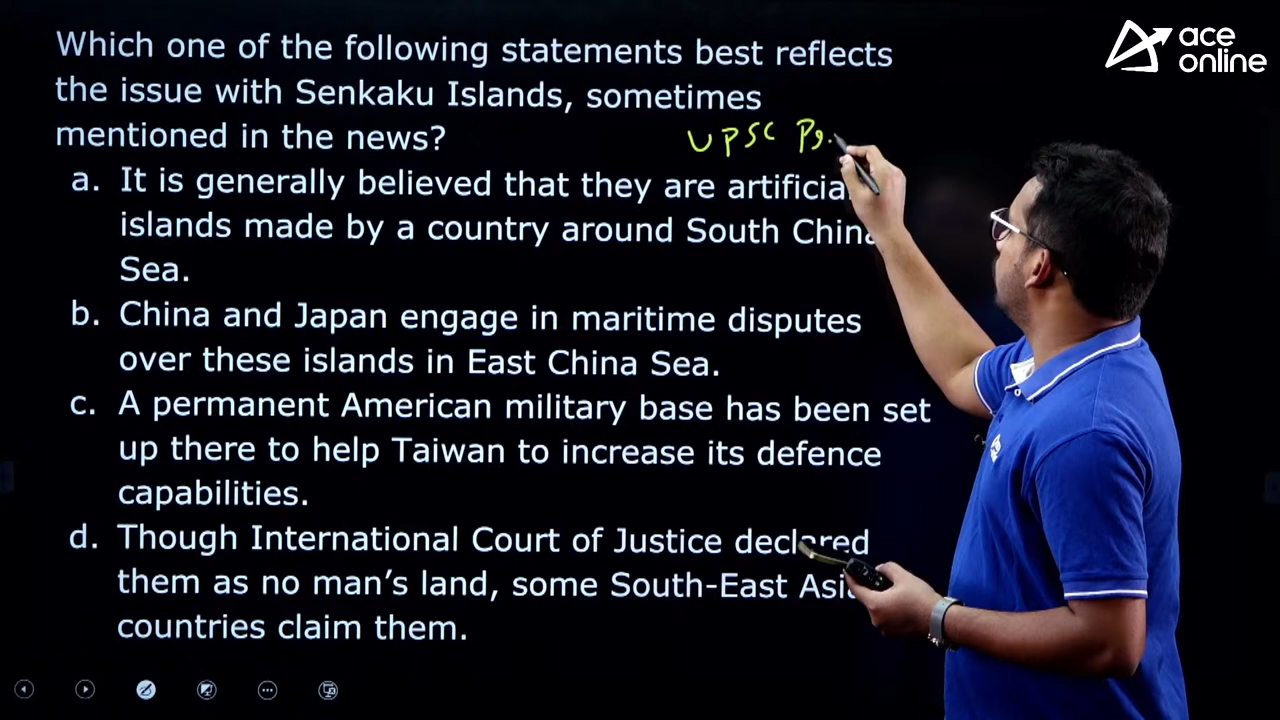 ace
online
Which one of the following statements best reflects
the issue with Senkaku Islands, sometimes
mentioned in the news?
UPSC
a. It is generally believed that they are
islands made by a country around South
Sea.
b. China and Japan engage in maritime disputes
over these islands in East China Sea.
c. A permanent American military base has been set
up there to help Taiwan to increase its defence
capabilities.
d. Though International Court of Justice declared
them as no man’s land, some South-East
countries claim them.